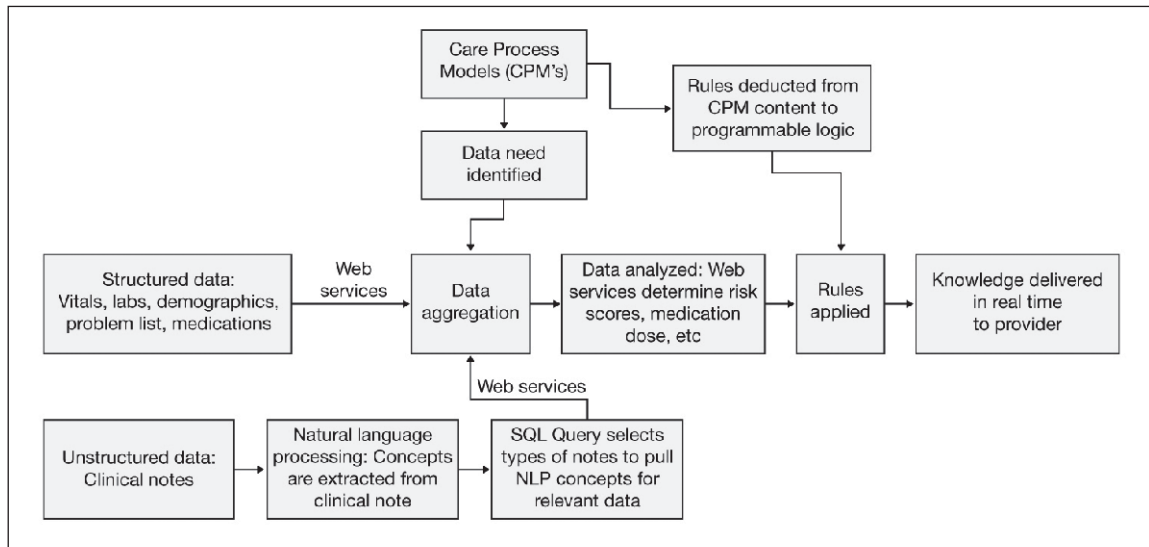 Care Process
Models (CPM's)
Rules deducted from
CPM content to
programmable logic
Data need
identified
Structured data:
Vitals, labs, demographics,
problem list, medications
Web
services
Data
aggregation
Data analyzed: Web
services determine risk
scores, medication
dose, etc
Rules
applied
Knowledge delivered
in real time
to provider
Web services
Unstructured data:
Clinical notes
Natural language
processing: Concepts
are extracted from
clinical note
SQL Query selects
types of notes to pull
NLP concepts for
relevant data